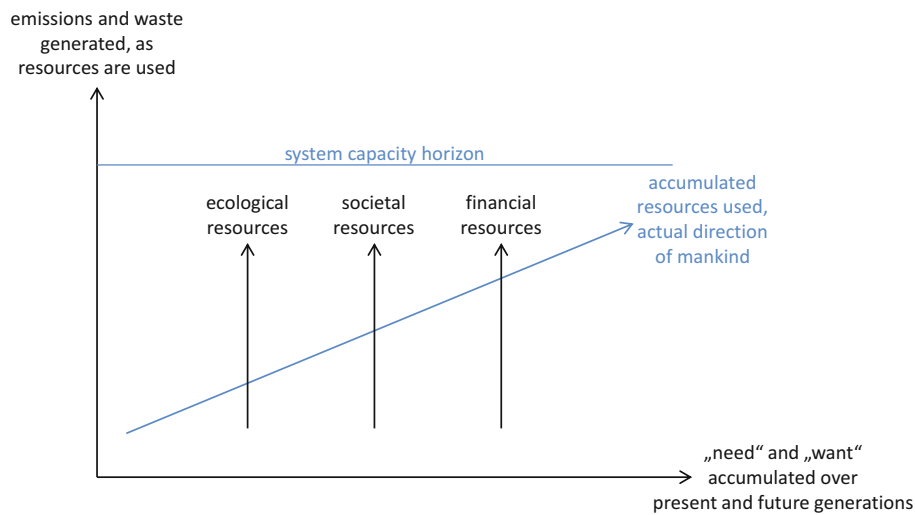 emissions and waste
generated, as
resources are used
system capacity horizon
accumulated
resources used,
actual direction
of mankind
ecological
resources
societal
resources
financial
resources
„need“ and „want“
accumulated over
present and future generations